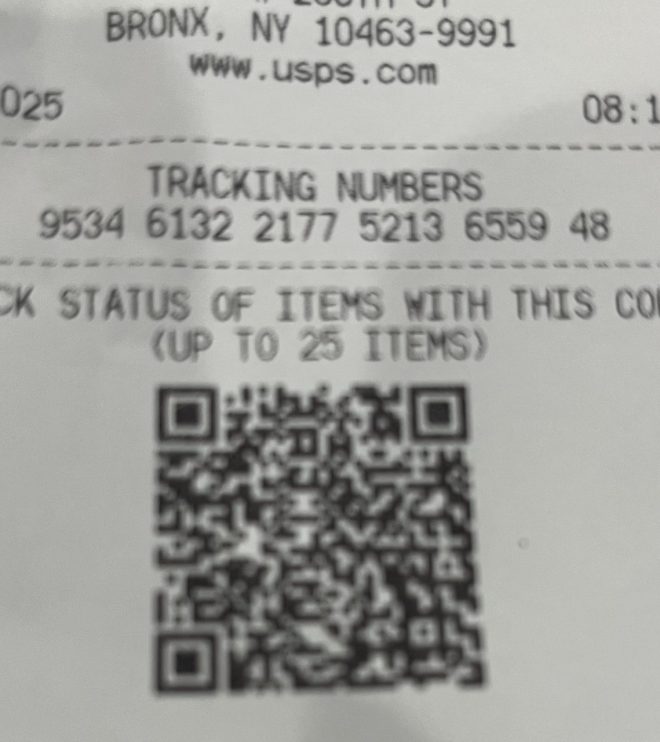 BRONX, NY 10463-9991
www.usps.com
025 08:1
TRACKING NUMBERS
9534 6132 2177 5213 6559 48
CK STATUS OF ITEMS WITH THIS CO
(UP TO 25 ITEMS)